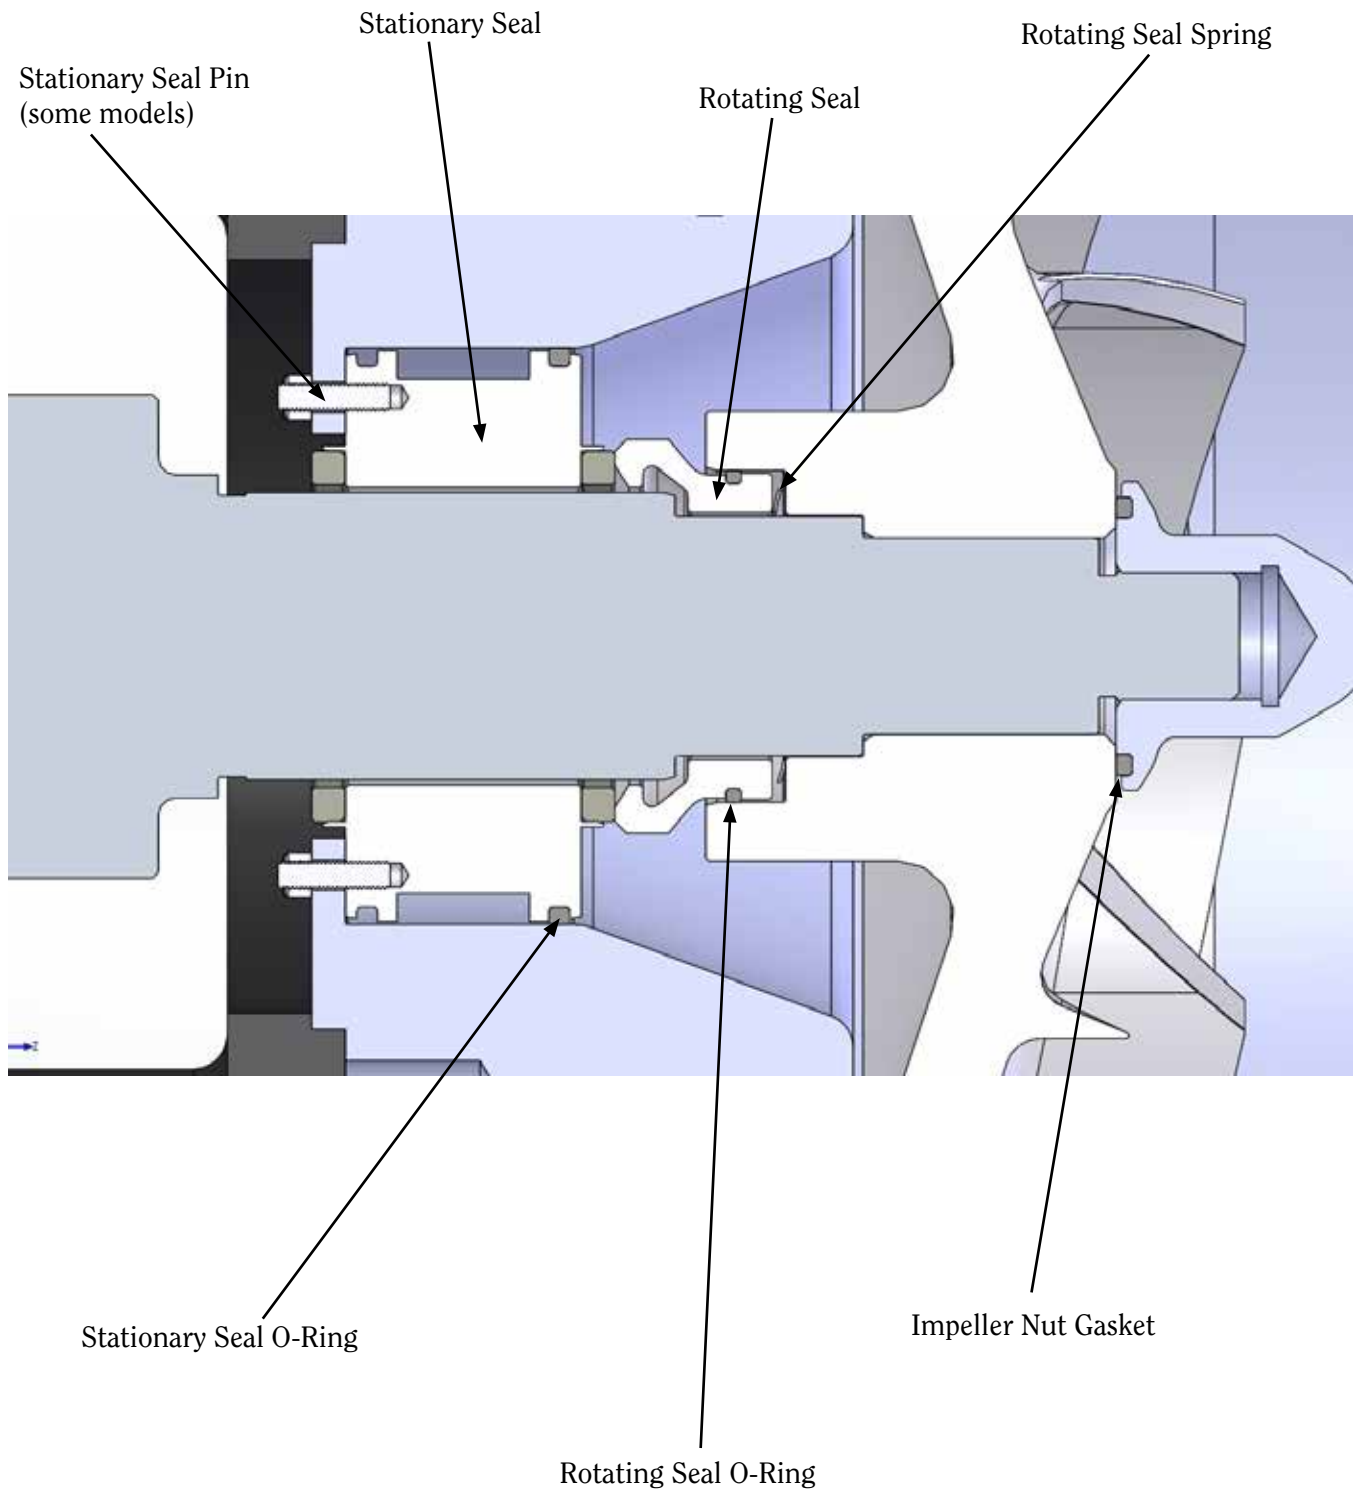 Stationary Seal
Rotating Seal Spring
Stationary Seal Pin
(some models)
Rotating Seal
z
Stationary Seal O-Ring
Impeller Nut Gasket
Rotating Seal O-Ring